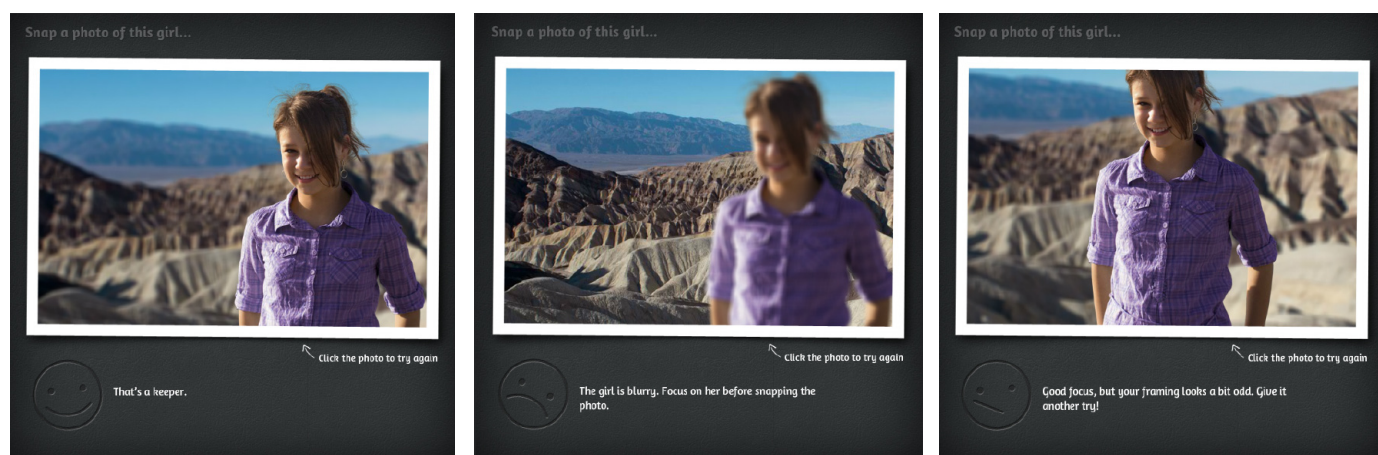 Snap a photo of this girl...
Click the photo to try again
That's a keeper.
Snap a photo of this girl...
Click the photo to try again
The girl is blurry. Focus on her before snapping the
photo.
Snap a photo of this girl...
Click the photo to try again
Good focus, but your framing looks a bit odd. Give it
another try!